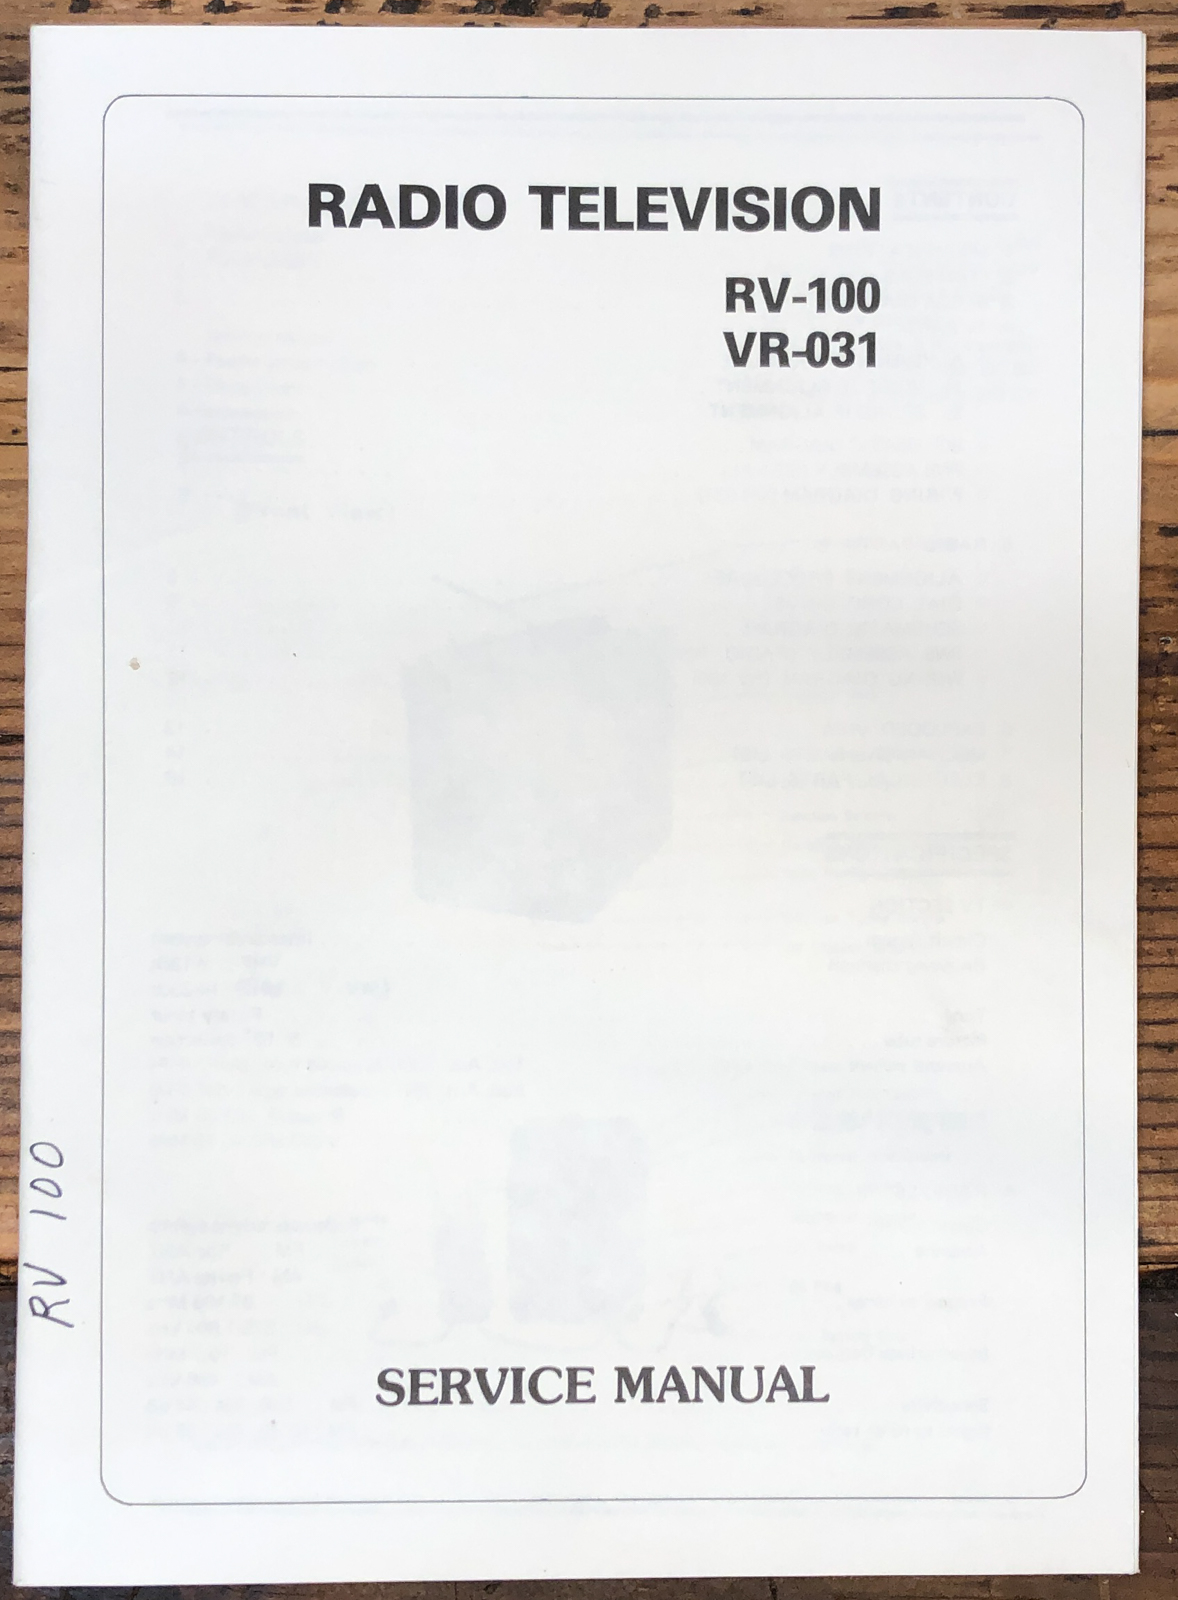 RADIO TELEVISION
RV-100
VR-031
RV 100
SERVICE MANUAL